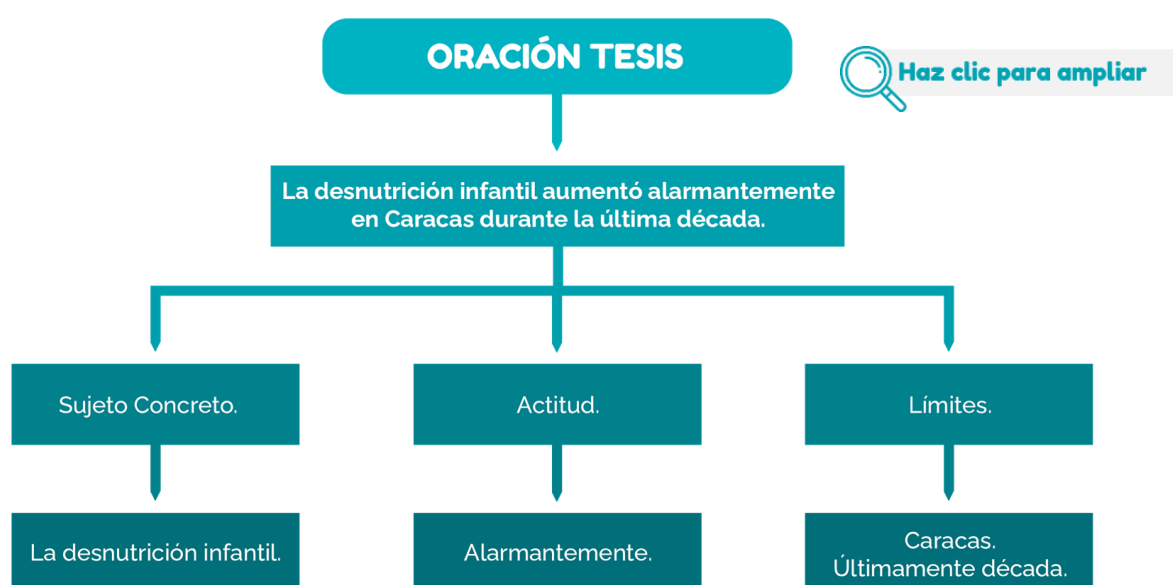 ORACIÓN TESIS
Haz clic para ampliar
La desnutrición infantil aumentó alarmantemente
en Caracas durante la última década.
Sujeto Concreto.
Actitud.
Límites.
La desnutrición infantil.
Alarmantemente.
Caracas.
Últimamente década.